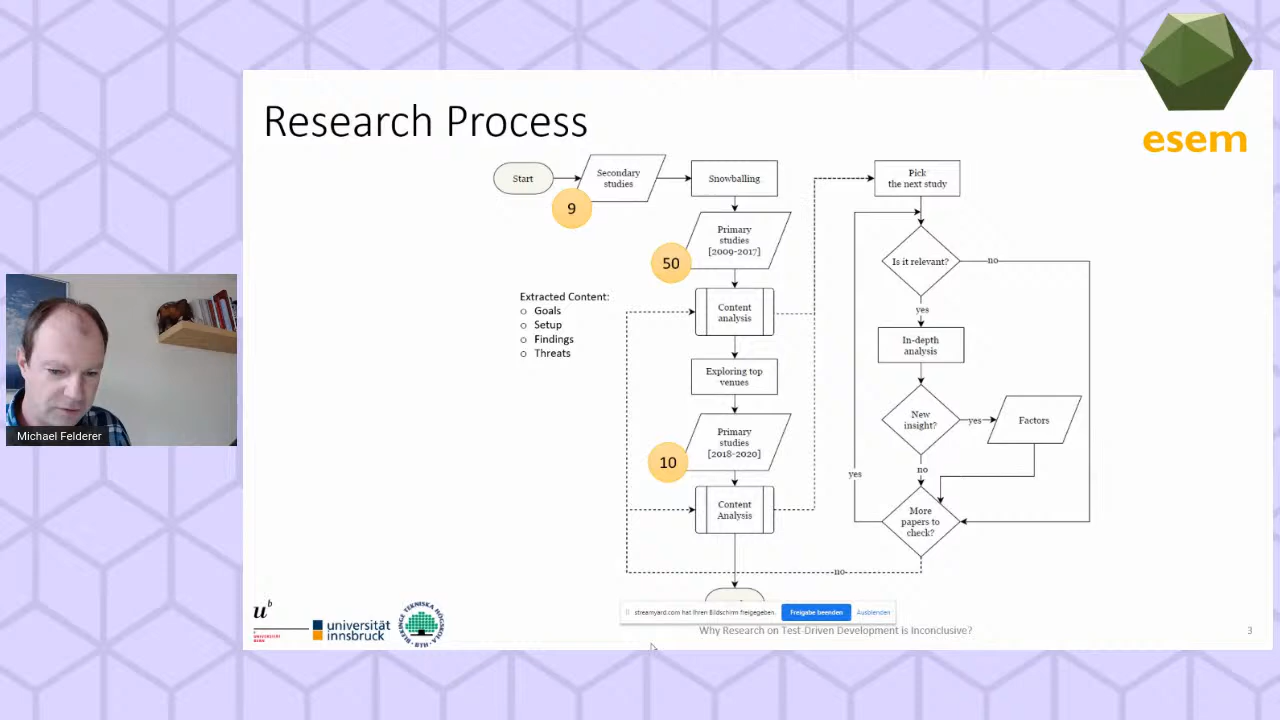 esem
Research Process
Start
Secondary
studies
9
Snowballing
Primary
studies
[2009-2017]
50
Extracted Content:
o Goals
o Setup
o Findings
o Threats
Content
analysis
Exploring top
venues
Primary
studies
[2018-2020]
10
Content
Analysis
Pick
the next study
Is it relevant?
no
yes
In-depth
analysis
New
insight?
yes
Factors
no
yes
More
papers to
check?
no
Michael Felderer
u b
universität
innsbruck
BLEKINGE TEKNISKA HÖGSKOLA
BTH
streamyard.com hat Ihren Bildschirm freigegeben.
Freigabe beenden
Ausblenden
Why Research on Test-Driven Development is Inconclusive?
3